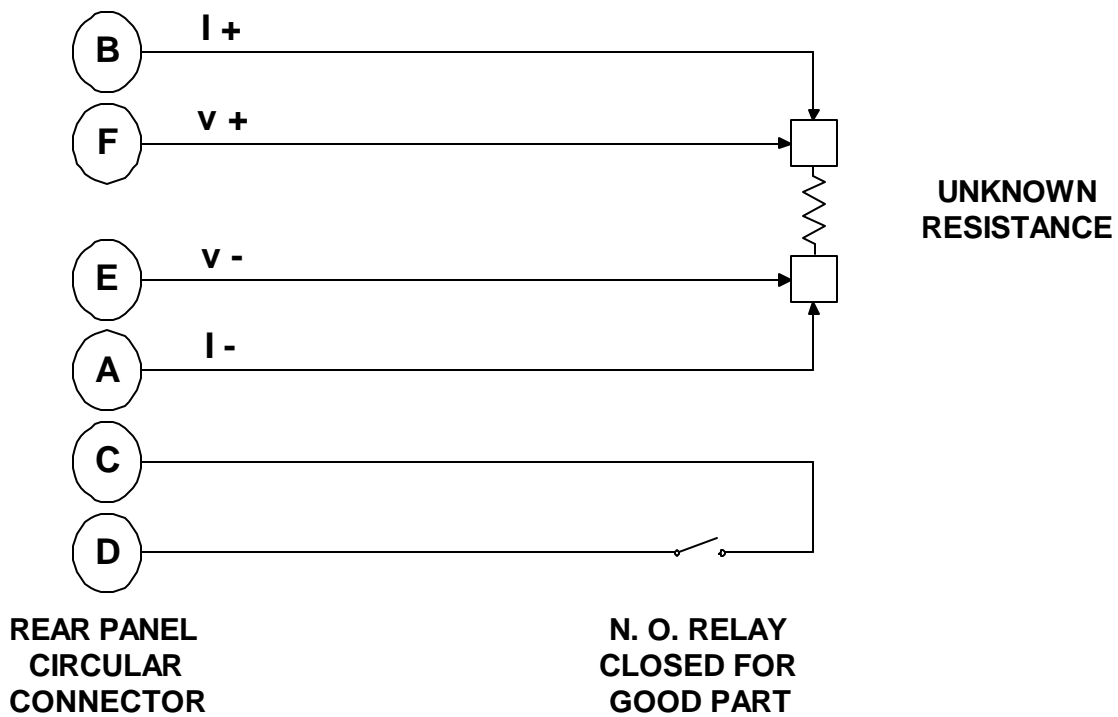 B
I +
F
v +
UNKNOWN
RESISTANCE
E
v -
A
I -
C
D
REAR PANEL
CIRCULAR
CONNECTOR
N. O. RELAY
CLOSED FOR
GOOD PART